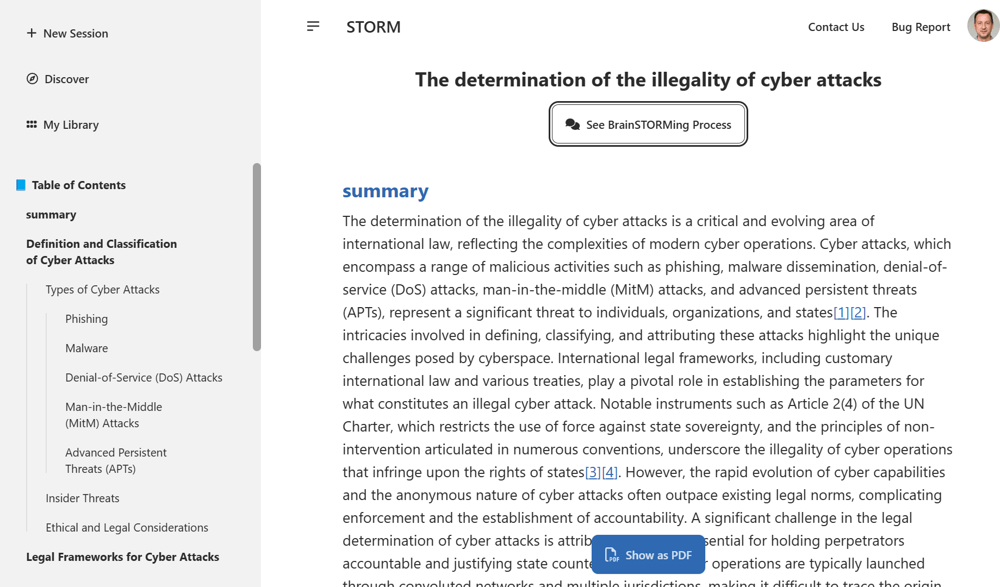 New Session
Discover
My Library
Table of Contents
summary
Definition and Classification
of Cyber Attacks
Types of Cyber Attacks
Phishing
Malware
Denial-of-Service (DoS) Attacks
Man-in-the-Middle
(MitM) Attacks
Advanced Persistent
Threats (APTs)
Insider Threats
Ethical and Legal Considerations
Legal Frameworks for Cyber Attacks
STORM
Contact Us
Bug Report
The determination of the illegality of cyber attacks
See BrainSTORMing Process
summary
The determination of the illegality of cyber attacks is a critical and evolving area of
international law, reflecting the complexities of modern cyber operations. Cyber attacks, which
encompass a range of malicious activities such as phishing, malware dissemination, denial-of-
service (DoS) attacks, man-in-the-middle (MitM) attacks, and advanced persistent threats
(APTs), represent a significant threat to individuals, organizations, and states[1][2]. The
intricacies involved in defining, classifying, and attributing these attacks highlight the unique
challenges posed by cyberspace. International legal frameworks, including customary
international law and various treaties, play a pivotal role in establishing the parameters for
what constitutes an illegal cyber attack. Notable instruments such as Article 2(4) of the UN
Charter, which restricts the use of force against state sovereignty, and the principles of non-
intervention articulated in numerous conventions, underscore the illegality of cyber operations
that infringe upon the rights of states[3][4]. However, the rapid evolution of cyber capabilities
and the anonymous nature of cyber attacks often outpace existing legal norms, complicating
enforcement and the establishment of accountability. A significant challenge in the legal
determination of cyber attacks is for holding perpetrators
accountable and justifying state operations are typically launched
through convoluted networks and multiple jurisdictions, making it difficult to trace the origin
PDF
Show as PDF